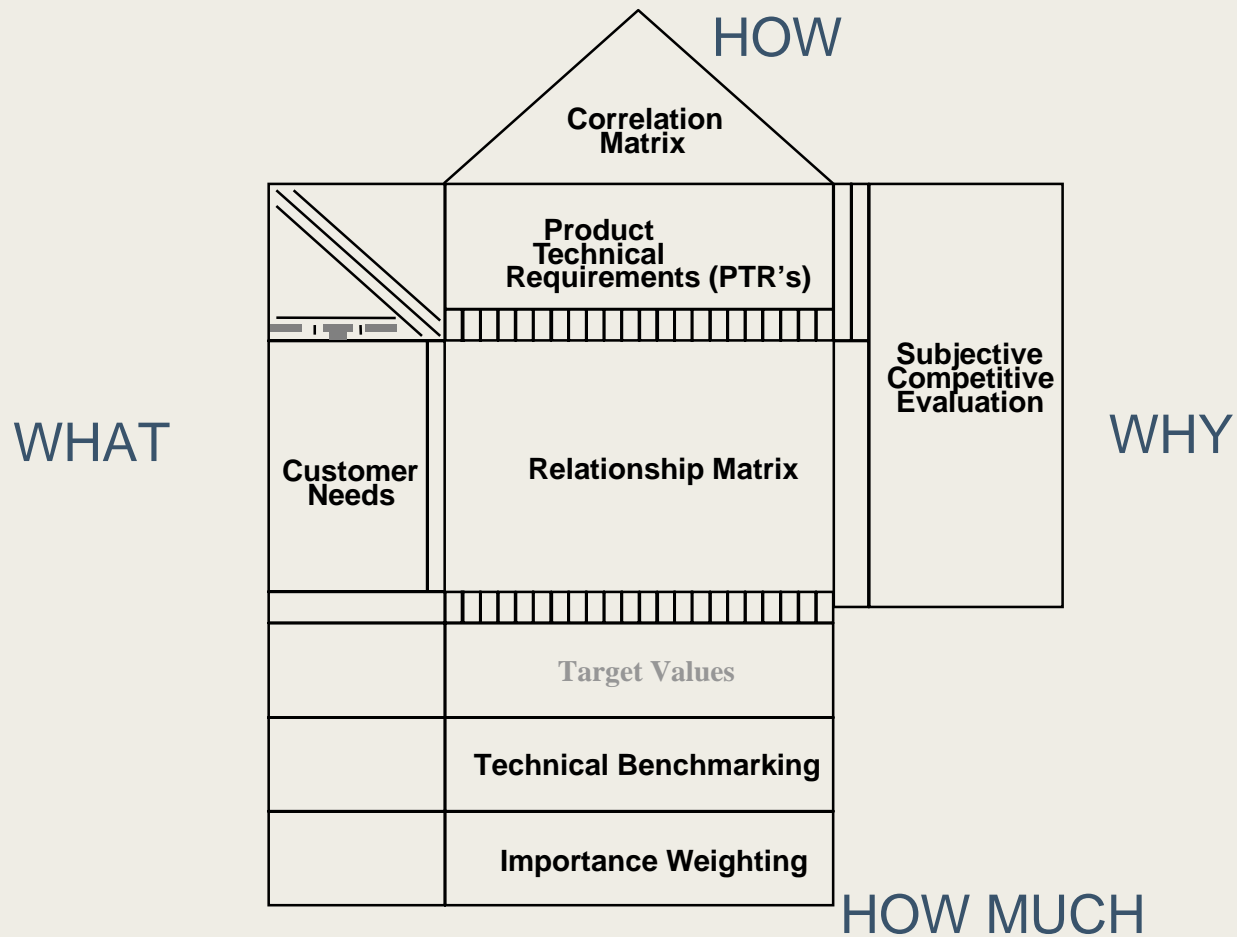 HOW
Correlation
Matrix
Product
Technical
Requirements (PTR’s)
Subjective
Competitive
Evaluation
WHAT
WHY
Customer
Needs
Relationship Matrix
Target Values
Technical Benchmarking
Importance Weighting
HOW MUCH